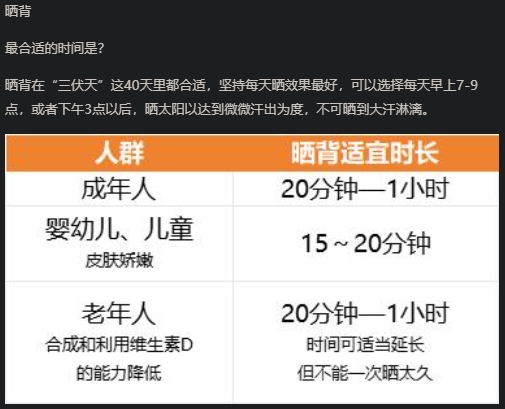 晒背
最合适的时间是？
晒背在“三伏天”这40天里都合适，坚持每天晒效果最好，可以选择每天早上7-9
点，或者下午3点以后，晒太阳以达到微微汗出为度，不可晒到大汗淋漓。
人群 晒背适宜时长
成年人 20分钟—1小时
婴幼儿、儿童
皮肤娇嫩
15～20分钟
老年人
合成和利用维生素D
的能力降低
20分钟—1小时
时间可适当延长
但不能一次晒太久